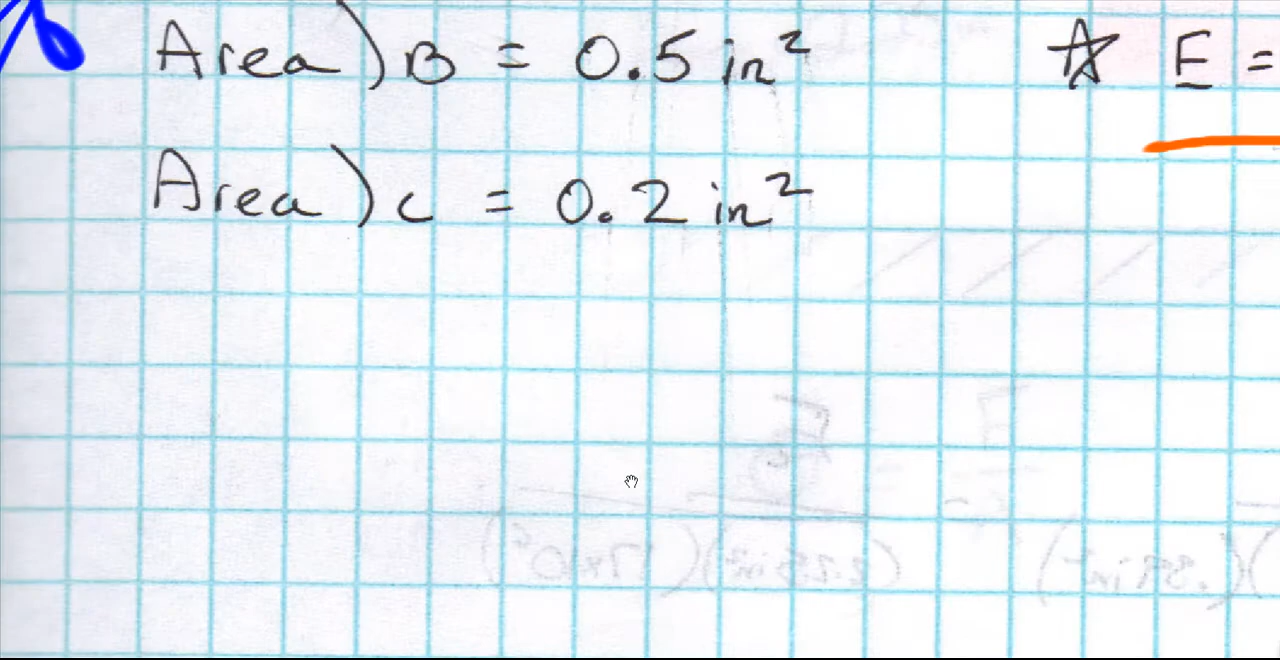 Area)B = 0.5 in²
☆ E =
Area)C = 0.2 in²